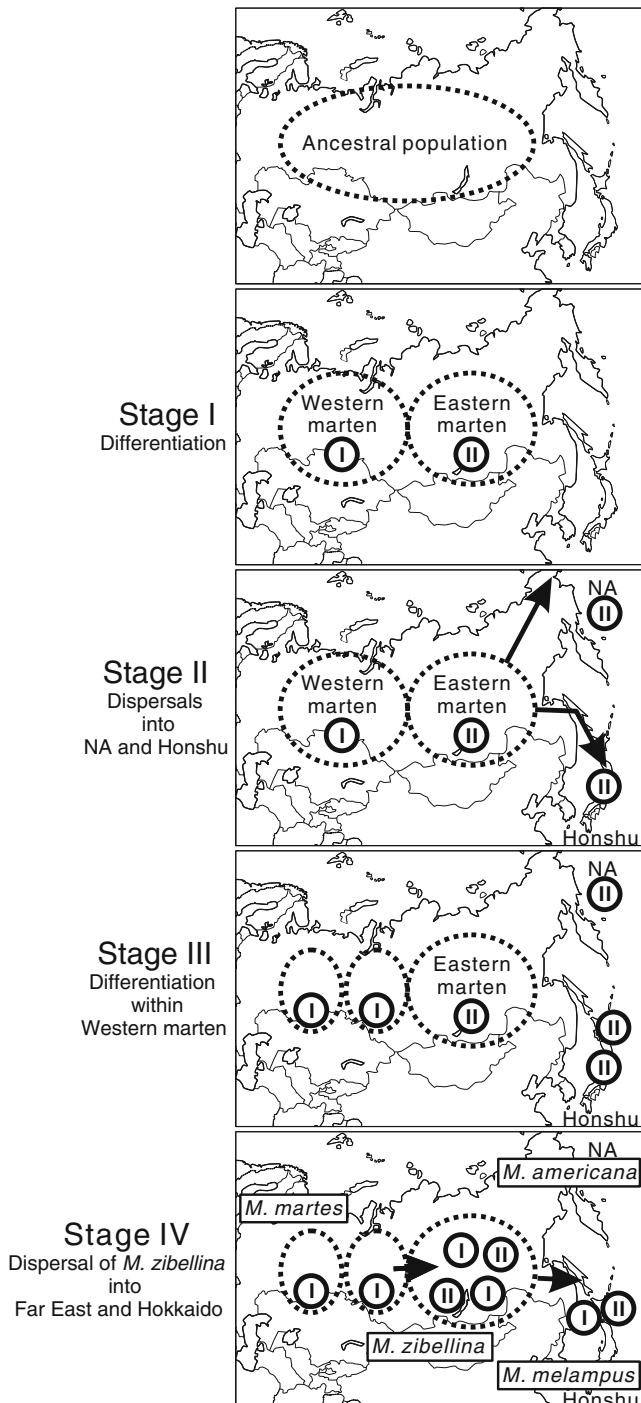 Ancestral population
Stage I
Differentiation
Western
marten
I
Eastern
marten
II
Stage II
Dispersals
into
NA and Honshu
NA
II
Western
marten
I
Eastern
marten
II
II
Honshu
Stage III
Differentiation
within
Western marten
NA
II
I
I
Eastern
marten
II
II
II
Honshu
Stage IV
Dispersal of M. zibellina
into
Far East and Hokkaido
NA
M. americana
M. martes
I
I
I
II
II
I
I
II
M. zibellina
M. melampus
Honshu